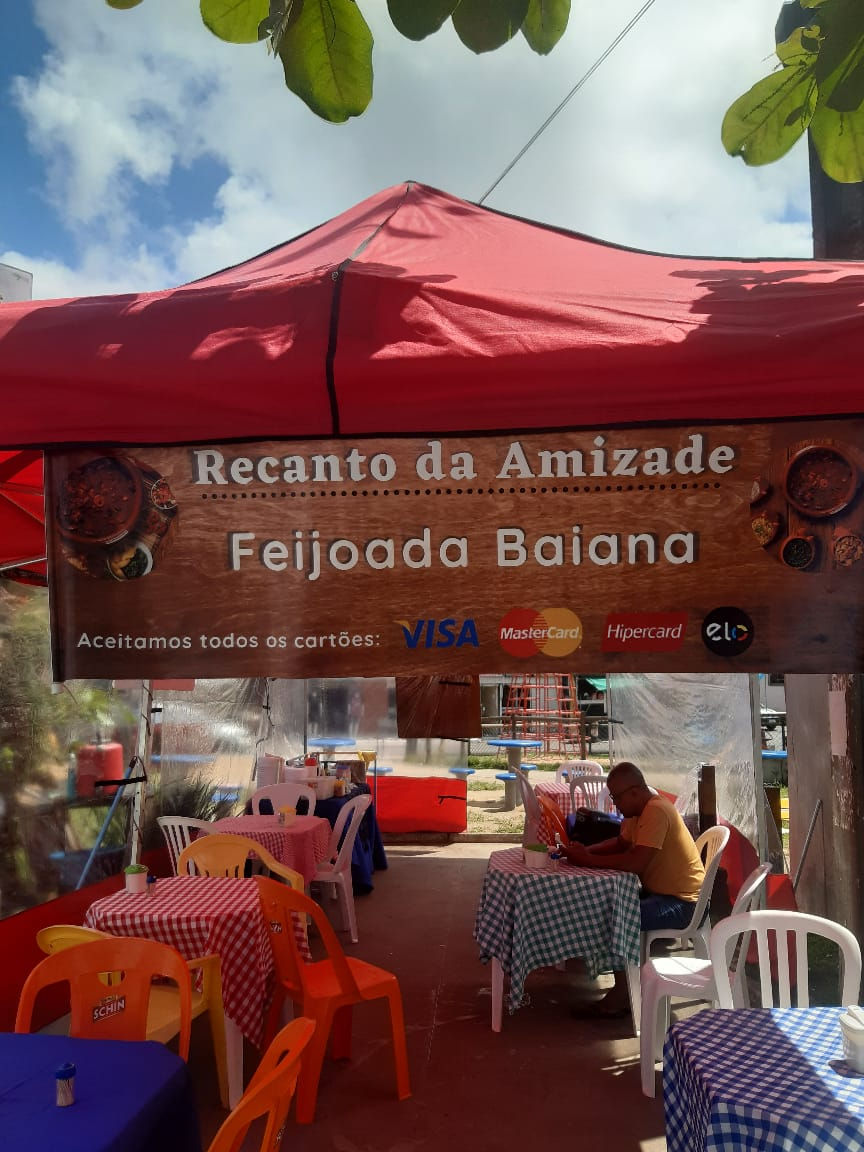 Recanto da Amizade
Feijoada Baiana
Aceitamos todos os cartões: VISA MasterCard Hipercard elo
SCHIN